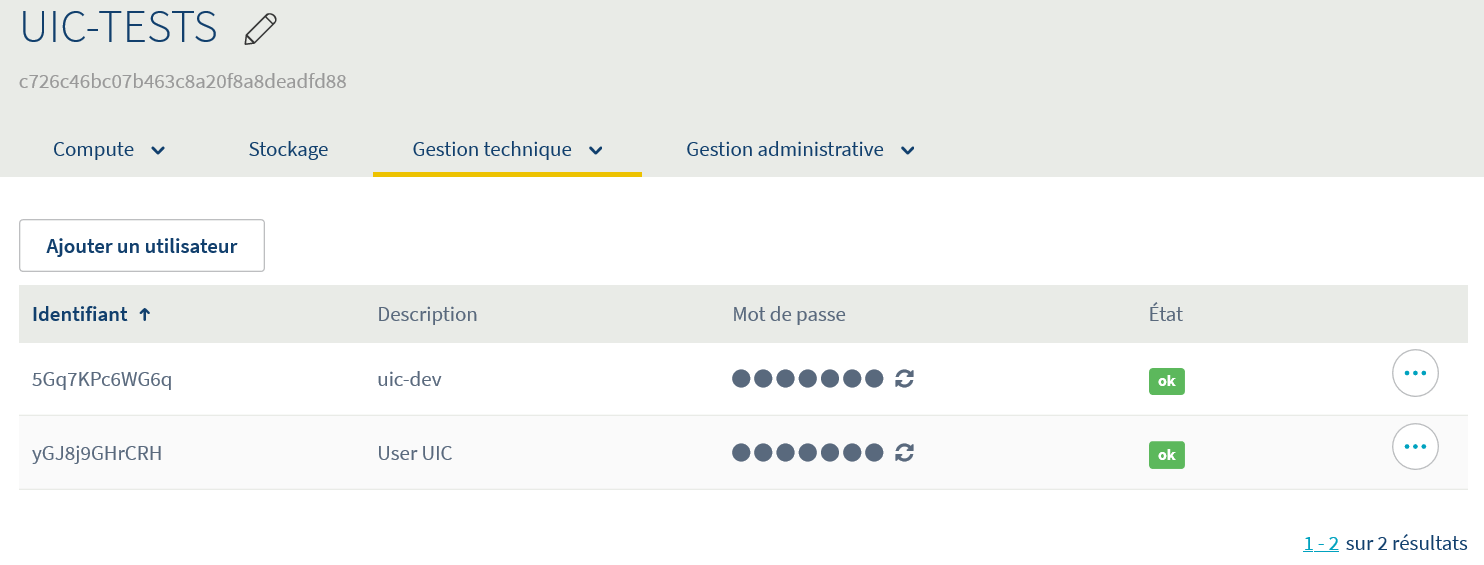 UIC-TESTS
c726c46bc07b463c8a20f8a8deadfd88
Compute Stockage Gestion technique Gestion administrative
Ajouter un utilisateur
Identifiant Description Mot de passe État
5Gq7KPc6WG6q uic-dev ok
yGJ8j9GHrCRH User UIC ok
1 - 2 sur 2 résultats